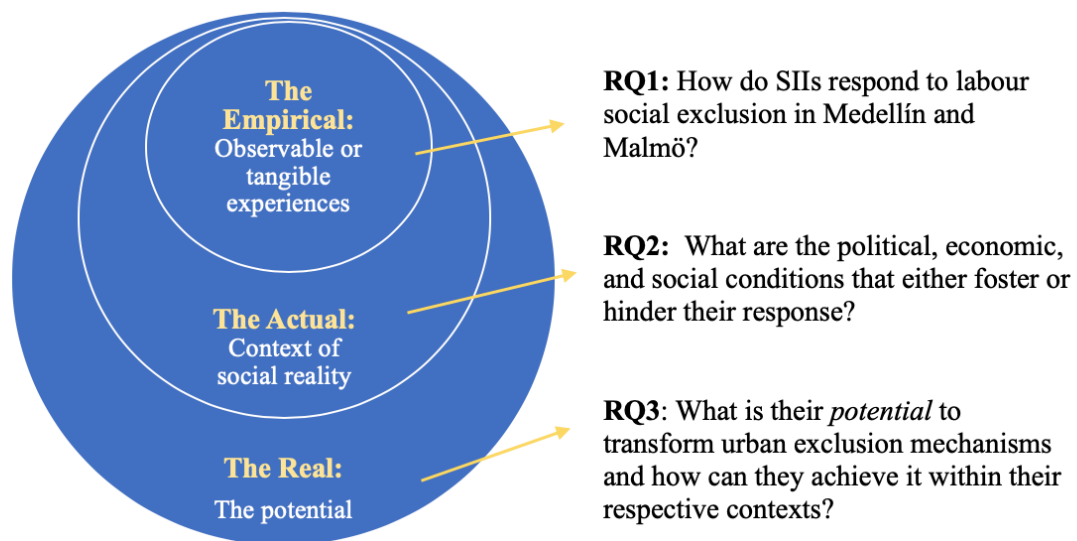 The
Empirical:
Observable or
tangible
experiences
The Actual:
Context of
social reality
The Real:
The potential
RQ1: How do SIIs respond to labour
social exclusion in Medellín and
Malmö?
RQ2:  What are the political, economic,
and social conditions that either foster or
hinder their response?
RQ3: What is their potential to
transform urban exclusion mechanisms
and how can they achieve it within their
respective contexts?